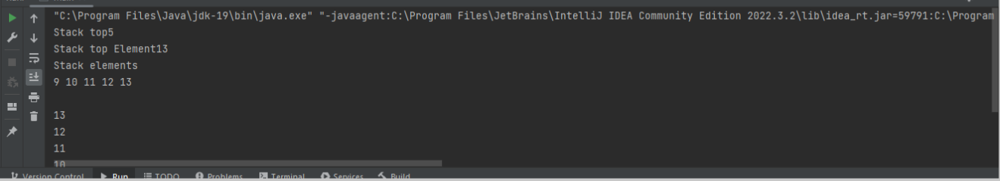 "C:\Program Files\Java\jdk-19\bin\java.exe" "-javaagent:C:\Program Files\JetBrains\IntelliJ IDEA Community Edition 2022.3.2\lib\idea_rt.jar=59791:C:\Program
Stack top5
Stack top Element13
Stack elements
9 10 11 12 13
13
12
11
10
Version Control Run TODO Problems Terminal Services Build